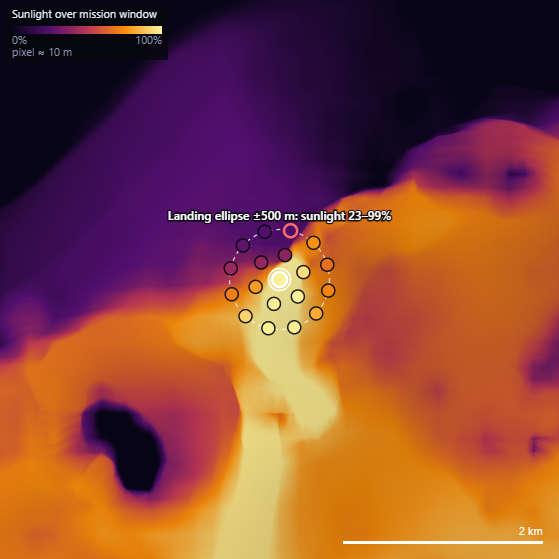 Sunlight over mission window
0% 100%
pixel ≈ 10 m
Landing ellipse ±500 m: sunlight 23–99%
2 km